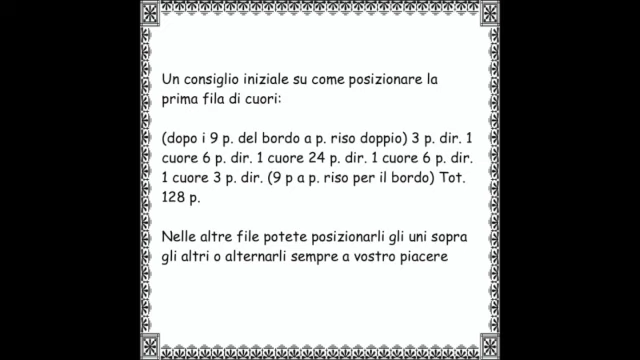 Un consiglio iniziale su come posizionare la
prima fila di cuori:
(dopo i 9 p. del bordo a p. riso doppio) 3 p. dir. 1
cuore 6 p. dir. 1 cuore 24 p. dir. 1 cuore 6 p. dir.
1 cuore 3 p. dir. (9 p a p. riso per il bordo) Tot.
128 p.
Nelle altre file potete posizionarli gli uni sopra
gli altri o alternarli sempre a vostro piacere